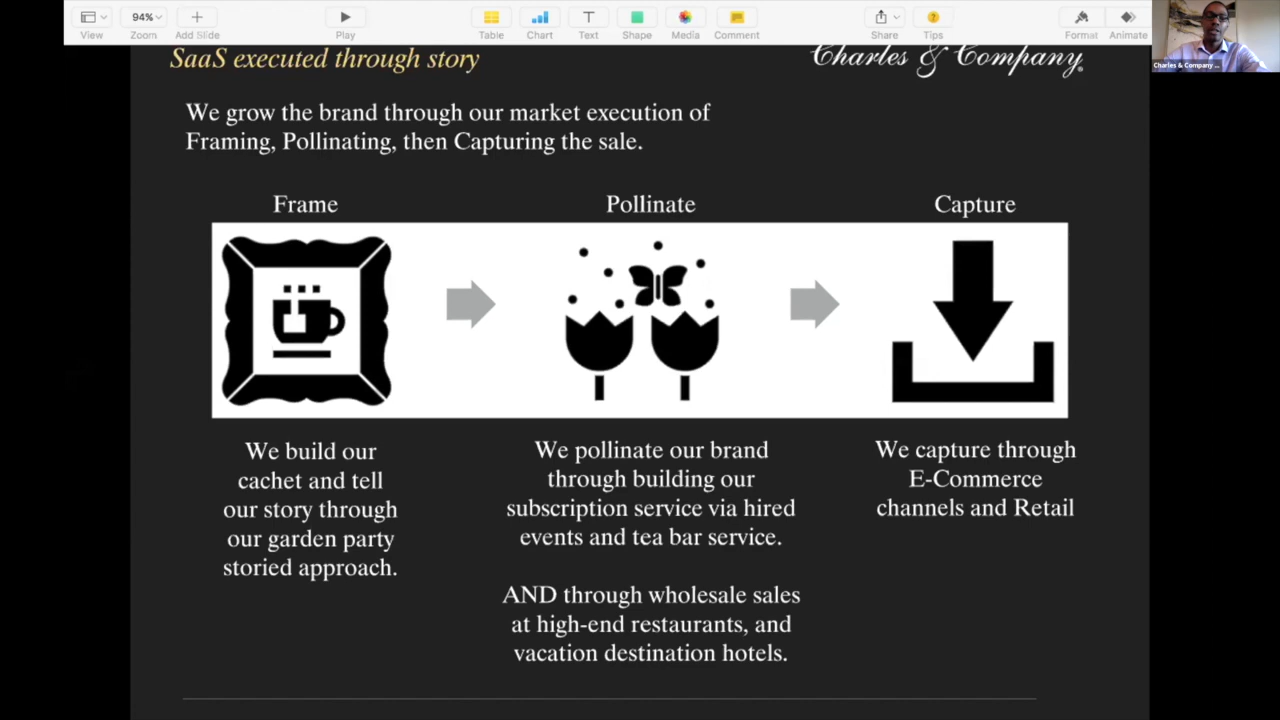 94%
View
Zoom
Add Slide
Play
Table
Chart
Text
Shape
Media
Comment
Share
Tips
Format
Animate
Charles & Company ...
SaaS executed through story
Charles & Company®
We grow the brand through our market execution of
Framing, Pollinating, then Capturing the sale.
Frame
Pollinate
Capture
We build our
cachet and tell
our story through
our garden party
storied approach.
We pollinate our brand
through building our
subscription service via hired
events and tea bar service.
AND through wholesale sales
at high-end restaurants, and
vacation destination hotels.
We capture through
E-Commerce
channels and Retail